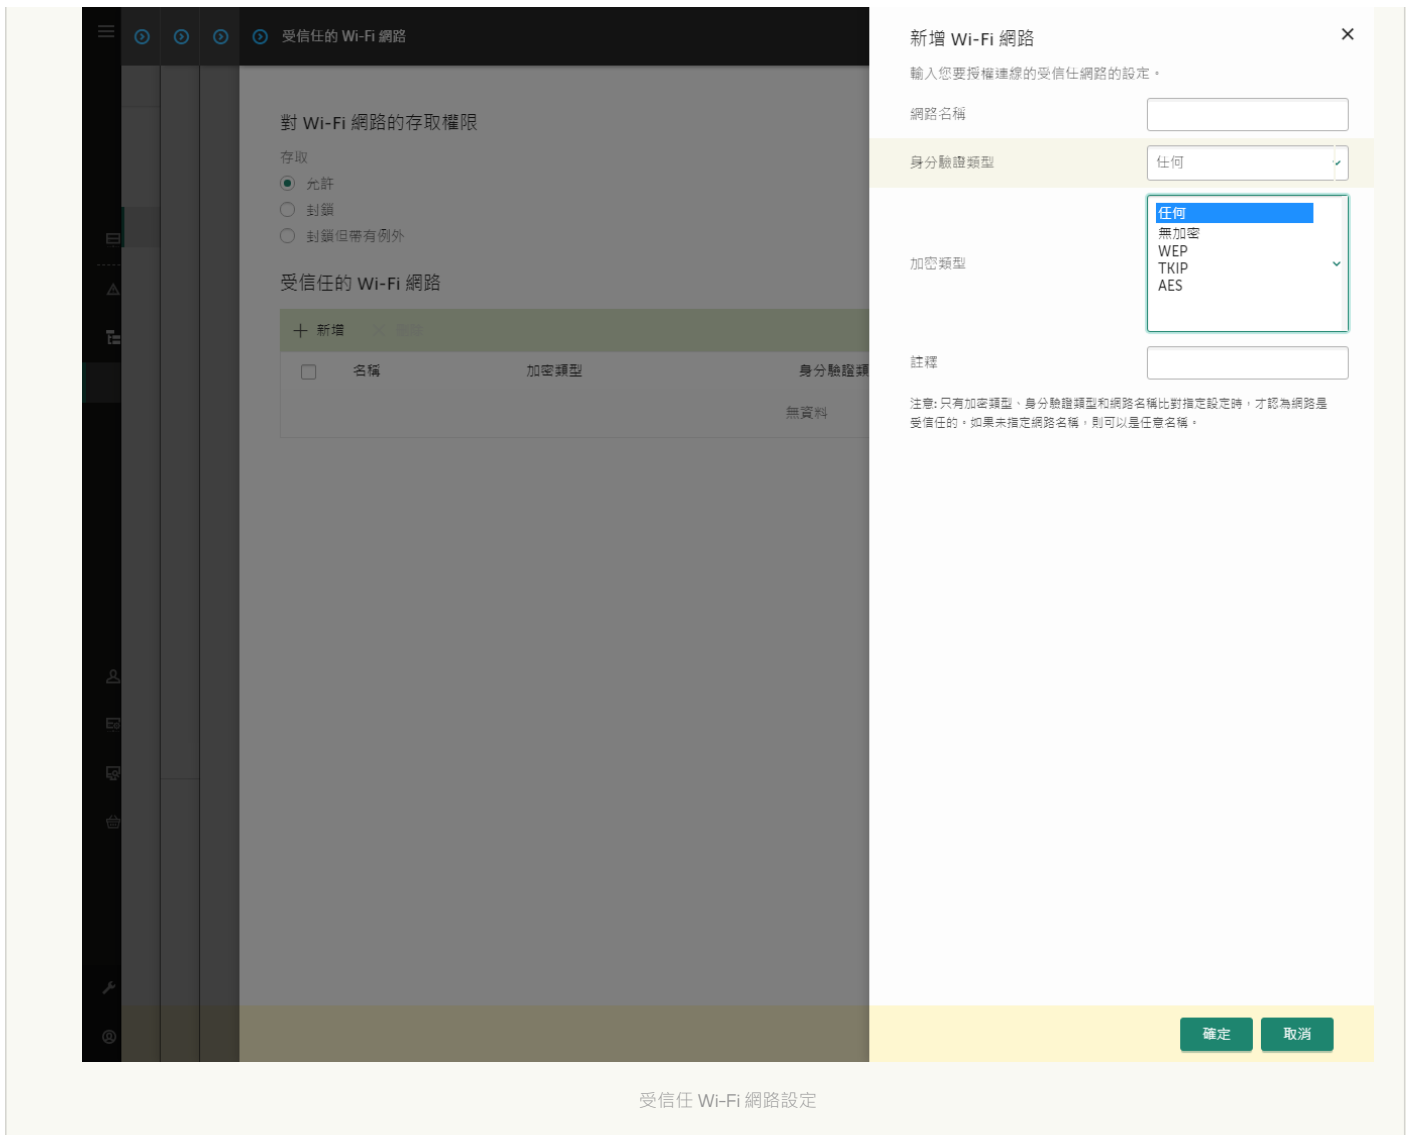 受信任的 Wi-Fi 網路
對 Wi-Fi 網路的存取權限
存取
允許
封鎖
封鎖但帶有例外
受信任的 Wi-Fi 網路
新增
名稱 加密類型 身分驗證類
無資料
新增 Wi-Fi 網路
輸入您要授權連線的受信任網路的設定。
網路名稱
身分驗證類型 任何
加密類型
任何
無加密
WEP
TKIP
AES
註釋
注意: 只有加密類型、身分驗證類型和網路名稱比對指定設定時，才認為網路是
受信任的。如果未指定網路名稱，則可以是任意名稱。
確定 取消
受信任 Wi-Fi 網路設定